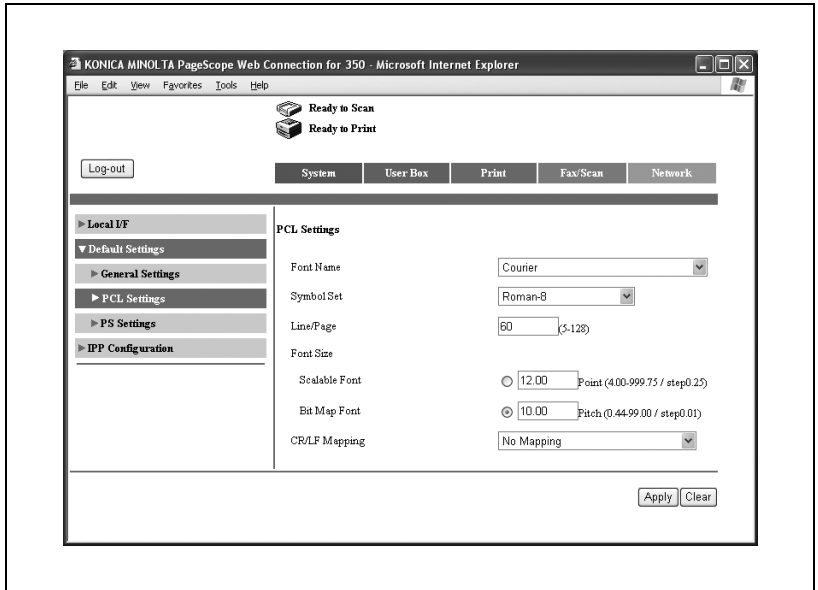 KONICA MINOLTA PageScope Web Connection for 350 - Microsoft Internet Explorer
File Edit View Favorites Tools Help
Ready to Scan
Ready to Print
Log-out
System User Box Print Fax/Scan Network
Local I/F
Default Settings
General Settings
PCL Settings
PS Settings
IPP Configuration
PCL Settings
Font Name Courier
Symbol Set Roman-8
Line/Page 60 (5-128)
Font Size
Scalable Font 12.00 Point (4.00-999.75 / step0.25)
Bit Map Font 10.00 Pitch (0.44-99.00 / step0.01)
CR/LF Mapping No Mapping
Apply Clear